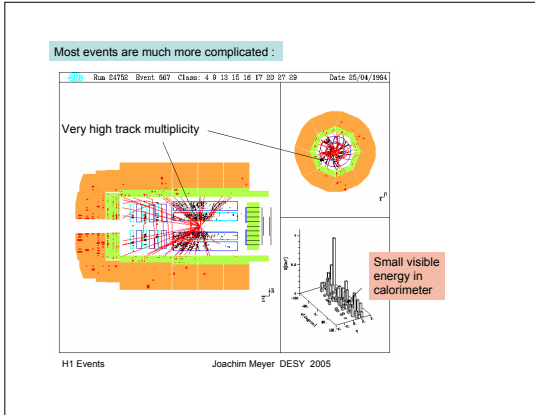 Most events are much more complicated :
Run 24752 Event 667 Class: 4 9 13 15 16 17 20 27 29 Date 25/04/1994
Very high track multiplicity
Small visible
energy in
calorimeter
H1 Events Joachim Meyer DESY 2005